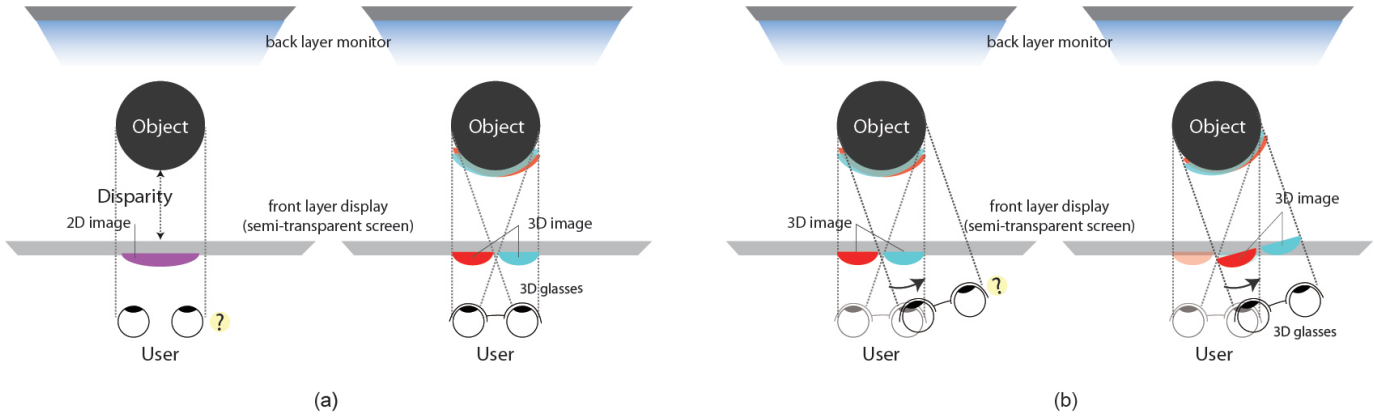 back layer monitor
Object
Object
Disparity
2D image
front layer display
(semi-transparent screen)
3D image
3D glasses
?
User
User
(a)
back layer monitor
Object
Object
3D image
front layer display
(semi-transparent screen)
3D image
?
3D glasses
User
User
(b)